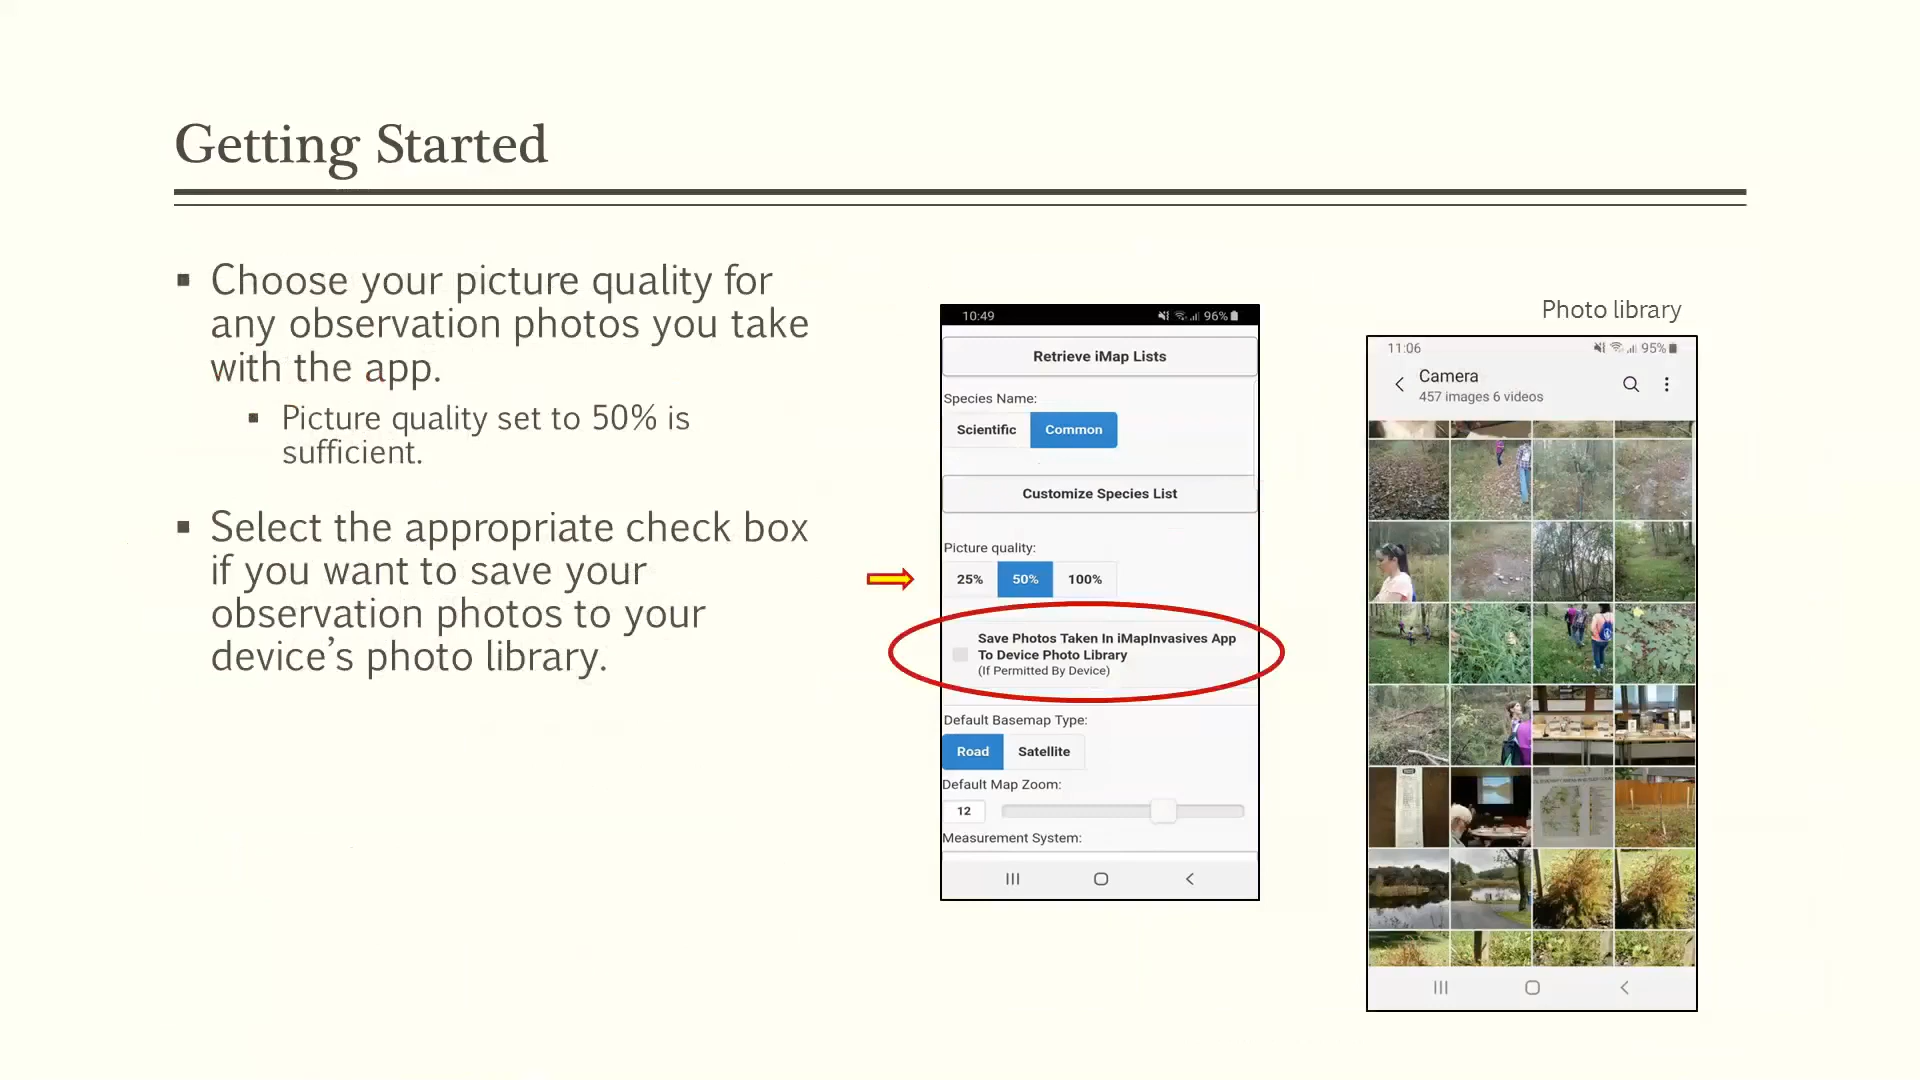 Getting Started
▪ Choose your picture quality for
any observation photos you take
with the app.
▪ Picture quality set to 50% is
sufficient.
▪ Select the appropriate check box
if you want to save your
observation photos to your
device’s photo library.
10:49 96%
Retrieve iMap Lists
Species Name:
Scientific Common
Customize Species List
Picture quality:
25% 50% 100%
Save Photos Taken In iMapInvasives App
To Device Photo Library
(If Permitted By Device)
Default Basemap Type:
Road Satellite
Default Map Zoom:
12
Measurement System:
Photo library
11:06 95%
Camera
457 images 6 videos